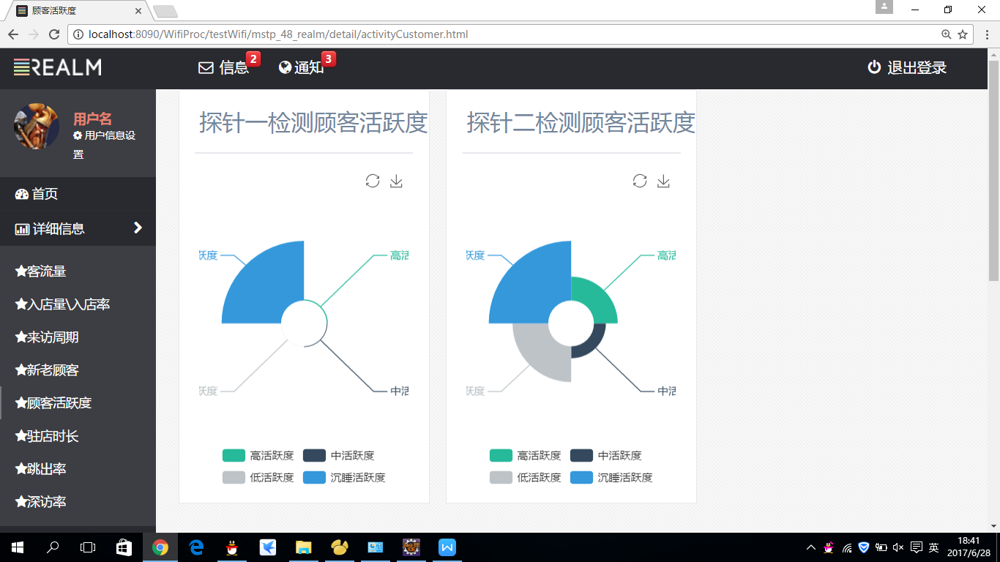 顾客活跃度
localhost:8090/WifiProc/testWifi/mstp_48_realm/detail/activityCustomer.html
REALM
信息 2
通知 3
退出登录
用户名
用户信息设
置
首页
详细信息
客流量
入店量\入店率
来访周期
新老顾客
顾客活跃度
驻店时长
跳出率
深访率
探针一检测顾客活跃度
跃度
高活
跃度
中活
高活跃度 中活跃度
低活跃度 沉睡活跃度
探针二检测顾客活跃度
跃度
高活
跃度
中活
高活跃度 中活跃度
低活跃度 沉睡活跃度
英
18:41
2017/6/28